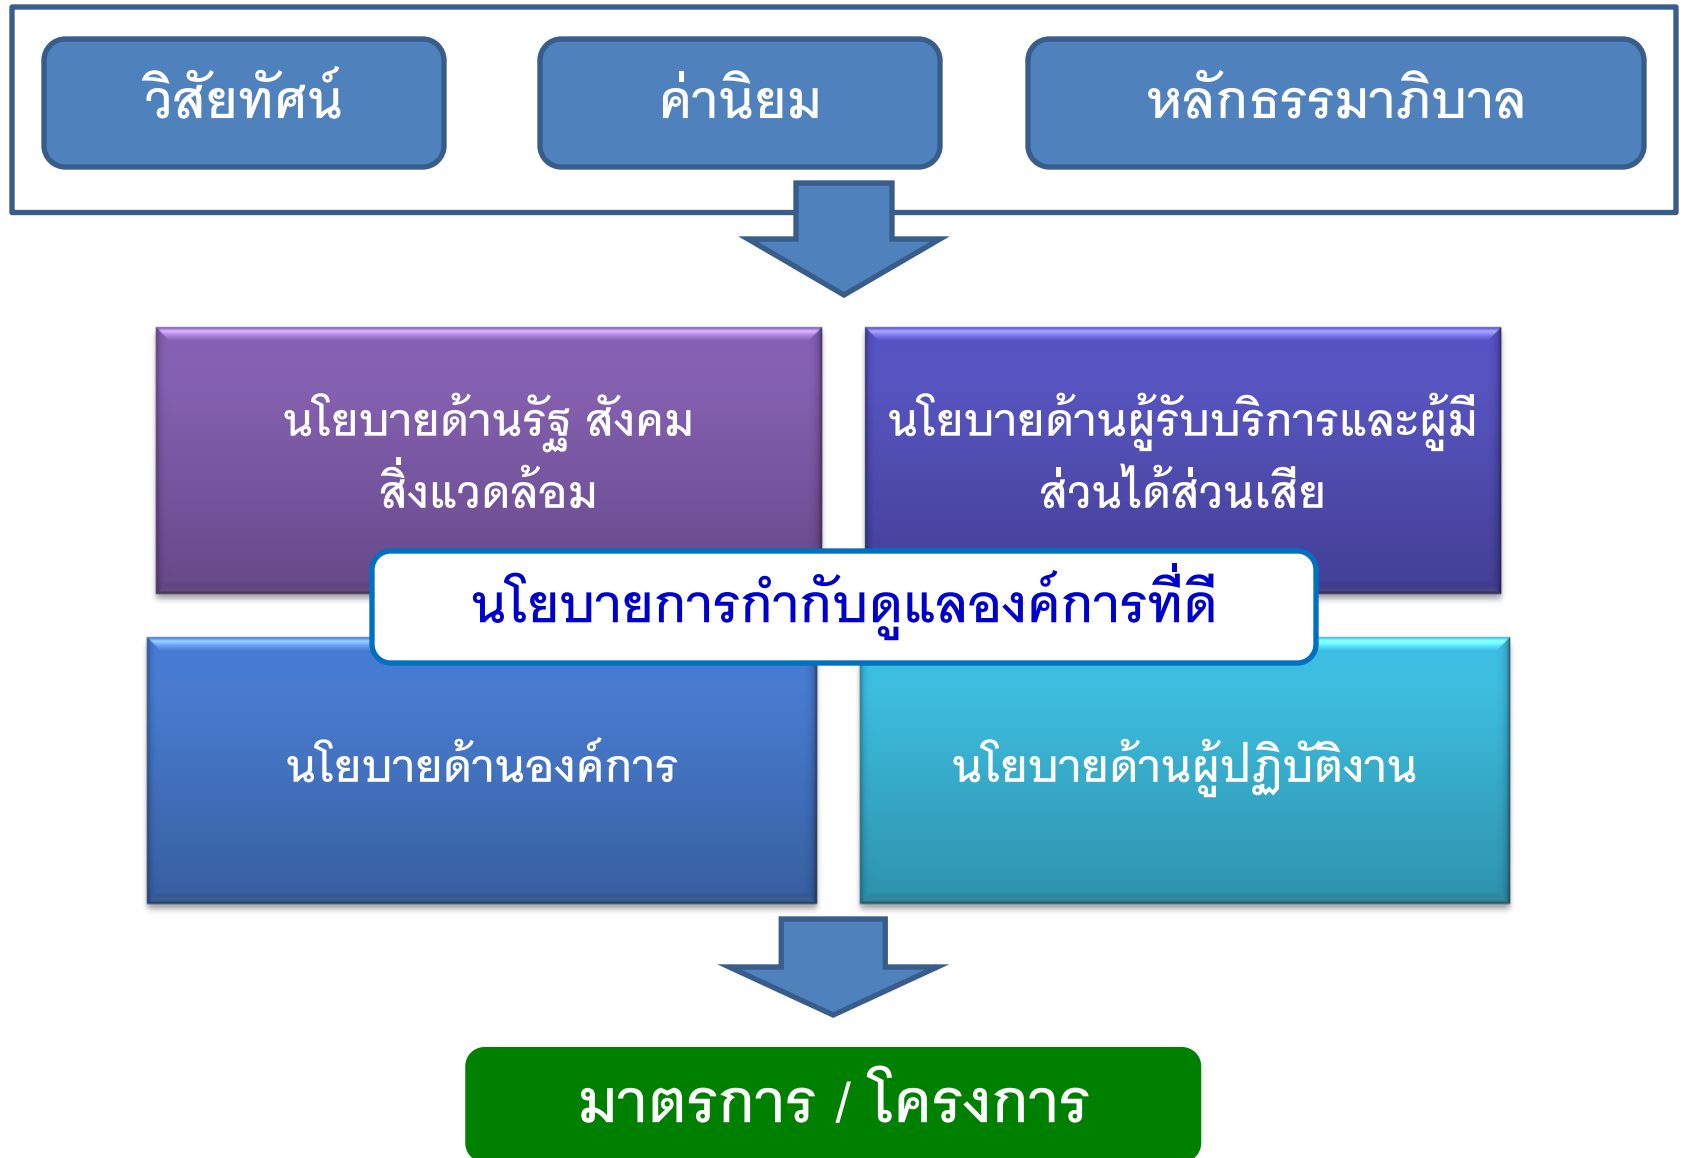 วิสัยทัศน์
ค่านิยม
หลักธรรมาภิบาล
นโยบายด้านรัฐ สังคม
สิ่งแวดล้อม
นโยบายด้านผู้รับบริการและผู้มี
ส่วนได้ส่วนเสีย
นโยบายการกำกับดูแลองค์การที่ดี
นโยบายด้านองค์การ
นโยบายด้านผู้ปฏิบัติงาน
มาตรการ / โครงการ